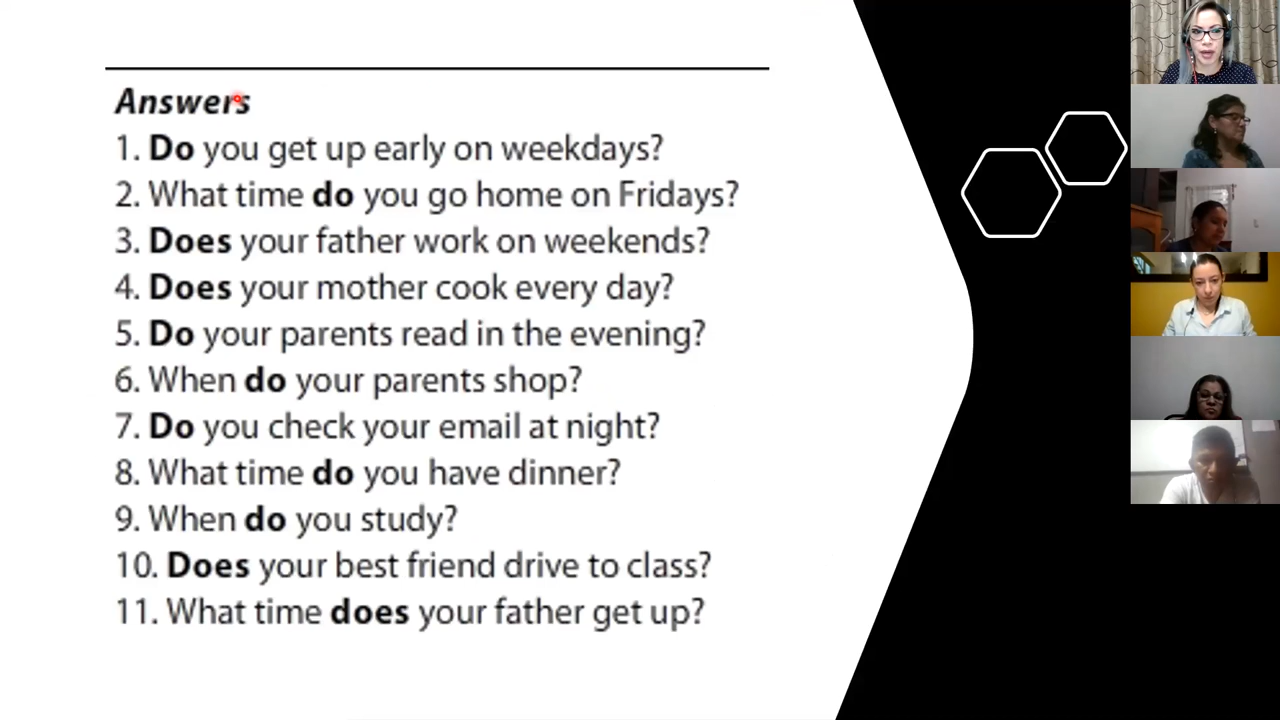 Answers
1. Do you get up early on weekdays?
2. What time do you go home on Fridays?
3. Does your father work on weekends?
4. Does your mother cook every day?
5. Do your parents read in the evening?
6. When do your parents shop?
7. Do you check your email at night?
8. What time do you have dinner?
9. When do you study?
10. Does your best friend drive to class?
11. What time does your father get up?